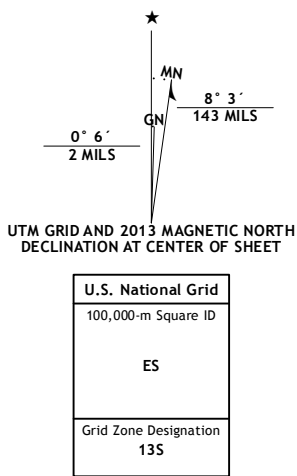 ★
MN
GN
8° 3´
143 MILS
0° 6´
2 MILS
UTM GRID AND 2013 MAGNETIC NORTH
DECLINATION AT CENTER OF SHEET
U.S. National Grid
100,000-m Square ID
ES
Grid Zone Designation
13S